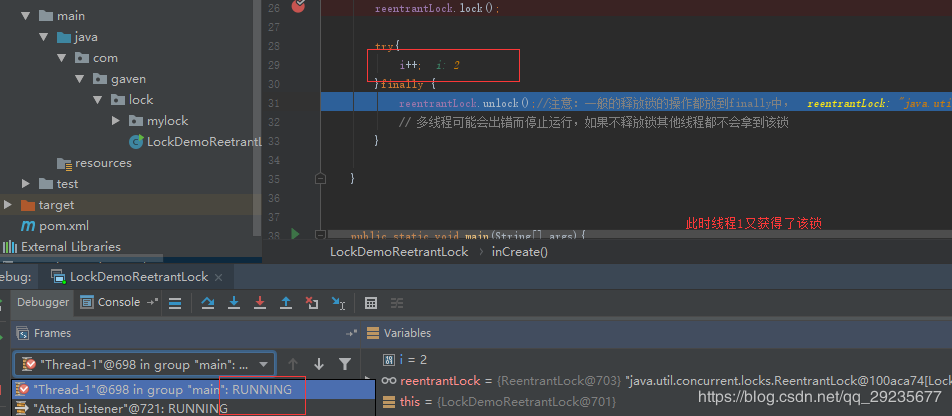 main
java
com
gaven
lock
mylock
LockDemoReetrantL
resources
test
target
pom.xml
External Libraries
26 reentrantLock.lock();
27
28 try{
29 i++; i: 2
30 }finally {
31 reentrantLock.unlock();//注意：一般的释放锁的操作都放到finally中， reentrantLock: "java.uti
32 // 多线程可能会出错而停止运行，如果不释放锁其他线程都不会拿到该锁
33 }
34
35 }
36
37
此时线程1又获得了该锁
38 public static void main(String[] args){
LockDemoReetrantLock › inCreate()
ebug: LockDemoReetrantLock ×
Debugger Console
Frames
Variables
"Thread-1"@698 in group "main": ...
i = 2
"Thread-1"@698 in group "main": RUNNING
reentrantLock = {ReentrantLock@703} "java.util.concurrent.locks.ReentrantLock@100aca74[Lock
"Attach Listener"@721: RUNNING
this = {LockDemoReetrantLock@701}
https://blog.csdn.net/qq_29235677